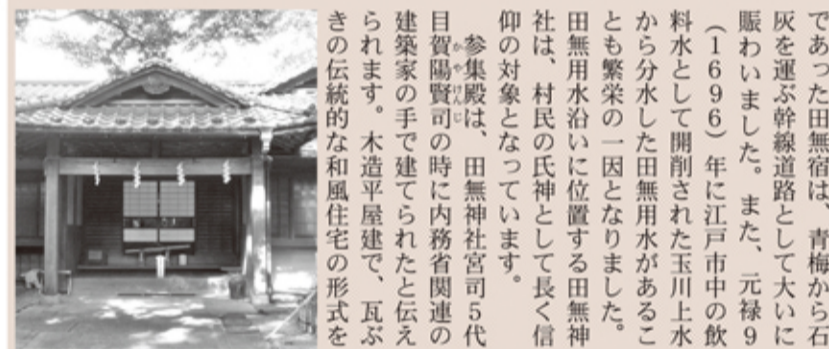 であった田無宿は、青梅から石
灰を運ぶ幹線道路として大いに
賑わいました。また、元禄9
（1696）年に江戸市中の飲
料水として開削された玉川上水
から分水した田無用水があるこ
とも繁栄の一因となりました。
田無用水沿いに位置する田無神
社は、村民の氏神として長く信
仰の対象となっています。
　参集殿は、田無神社宮司5代
目賀陽賢司の時に内務省関連の
かやけんじ
建築家の手で建てられたと伝え
られます。木造平屋建で、瓦ぶ
きの伝統的な和風住宅の形式を